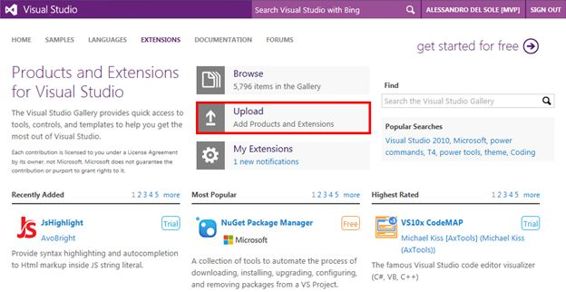 Visual Studio
Search Visual Studio with Bing
ALESSANDRO DEL SOLE [MVP]
SIGN OUT
HOME SAMPLES LANGUAGES EXTENSIONS DOCUMENTATION FORUMS
get started for free
Products and Extensions
for Visual Studio
The Visual Studio Gallery provides quick access to
tools, controls, and templates to help you get the
most out of Visual Studio.
Each contribution is licensed to you under a License Agreement
by its owner, not Microsoft. Microsoft does not guarantee the
contribution or purport to grant rights to it.
Browse
5,796 items in the Gallery
Upload
Add Products and Extensions
My Extensions
1 new notifications
Find
Search the Visual Studio Gallery
Popular Searches
Visual Studio 2010, Microsoft, power
commands, T4, power tools, theme, Coding
Recently Added 1 2 3 4 5 more
JS
JsHighlight
Trial
AvoBright
Provide syntax highlighting and autocompletion
to Html markup inside JS string literal.
Most Popular 1 2 3 4 5 more
NuGet Package Manager
Free
Microsoft
A collection of tools to automate the process of
downloading, installing, upgrading, configuring,
and removing packages from a VS Project.
Highest Rated 1 2 3 4 5 more
VS10x CodeMAP
Trial
Michael Kiss [AxTools] (Michael Kiss
(AxTools))
The famous Visual Studio code editor visualizer
(C#, VB, C++)